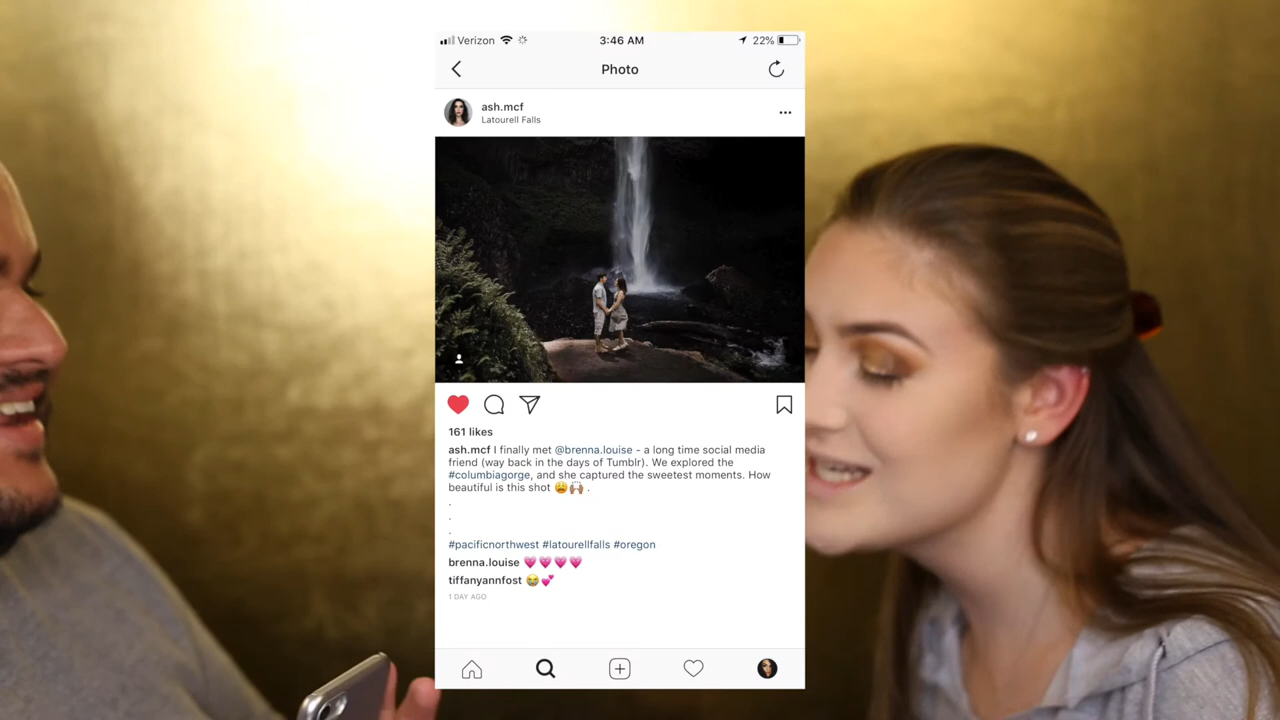 Verizon 3:46 AM 22%
Photo
ash.mcf
Latourell Falls
161 likes
ash.mcf I finally met @brenna.louise - a long time social media
friend (way back in the days of Tumblr). We explored the
#columbiagorge, and she captured the sweetest moments. How
beautiful is this shot 😩🙌🏽 .
.
.
.
#pacificnorthwest #latourellfalls #oregon
brenna.louise 💗💗💗💗
tiffanyannfost 😭💕
1 DAY AGO